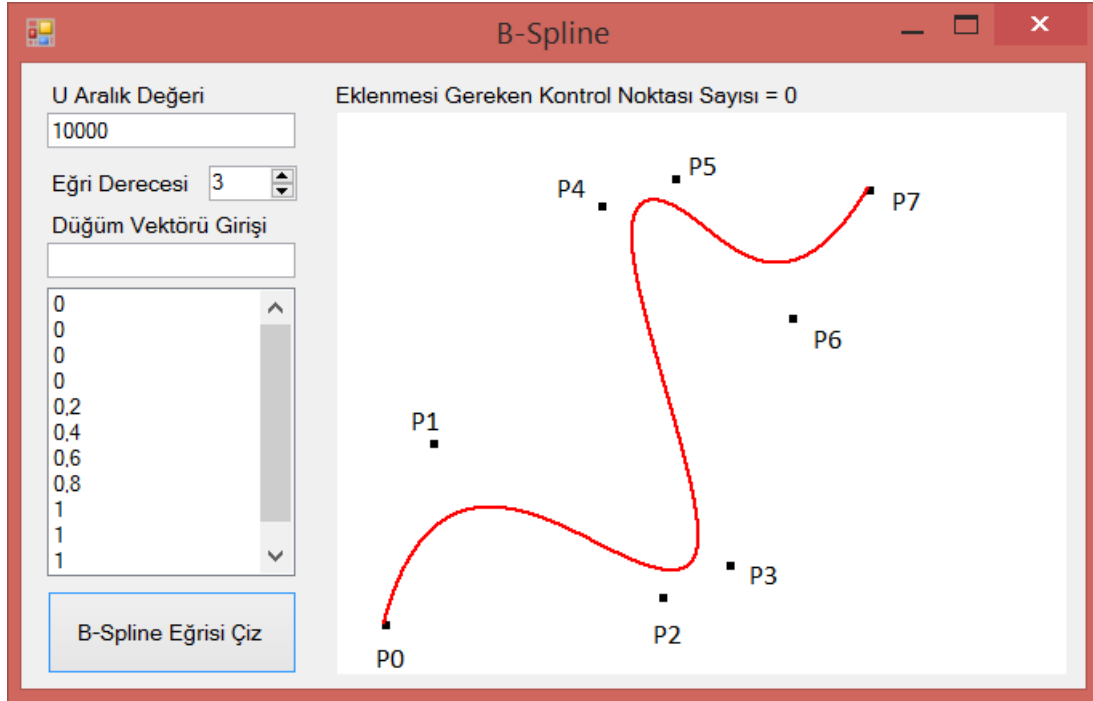 B-Spline
U Aralık Değeri
10000
Eğri Derecesi 3
Düğüm Vektörü Girişi
0
0
0
0
0,2
0,4
0,6
0,8
1
1
1
B-Spline Eğrisi Çiz
Eklenmesi Gereken Kontrol Noktası Sayısı = 0
P5
P4
P7
P6
P1
P3
P2
P0